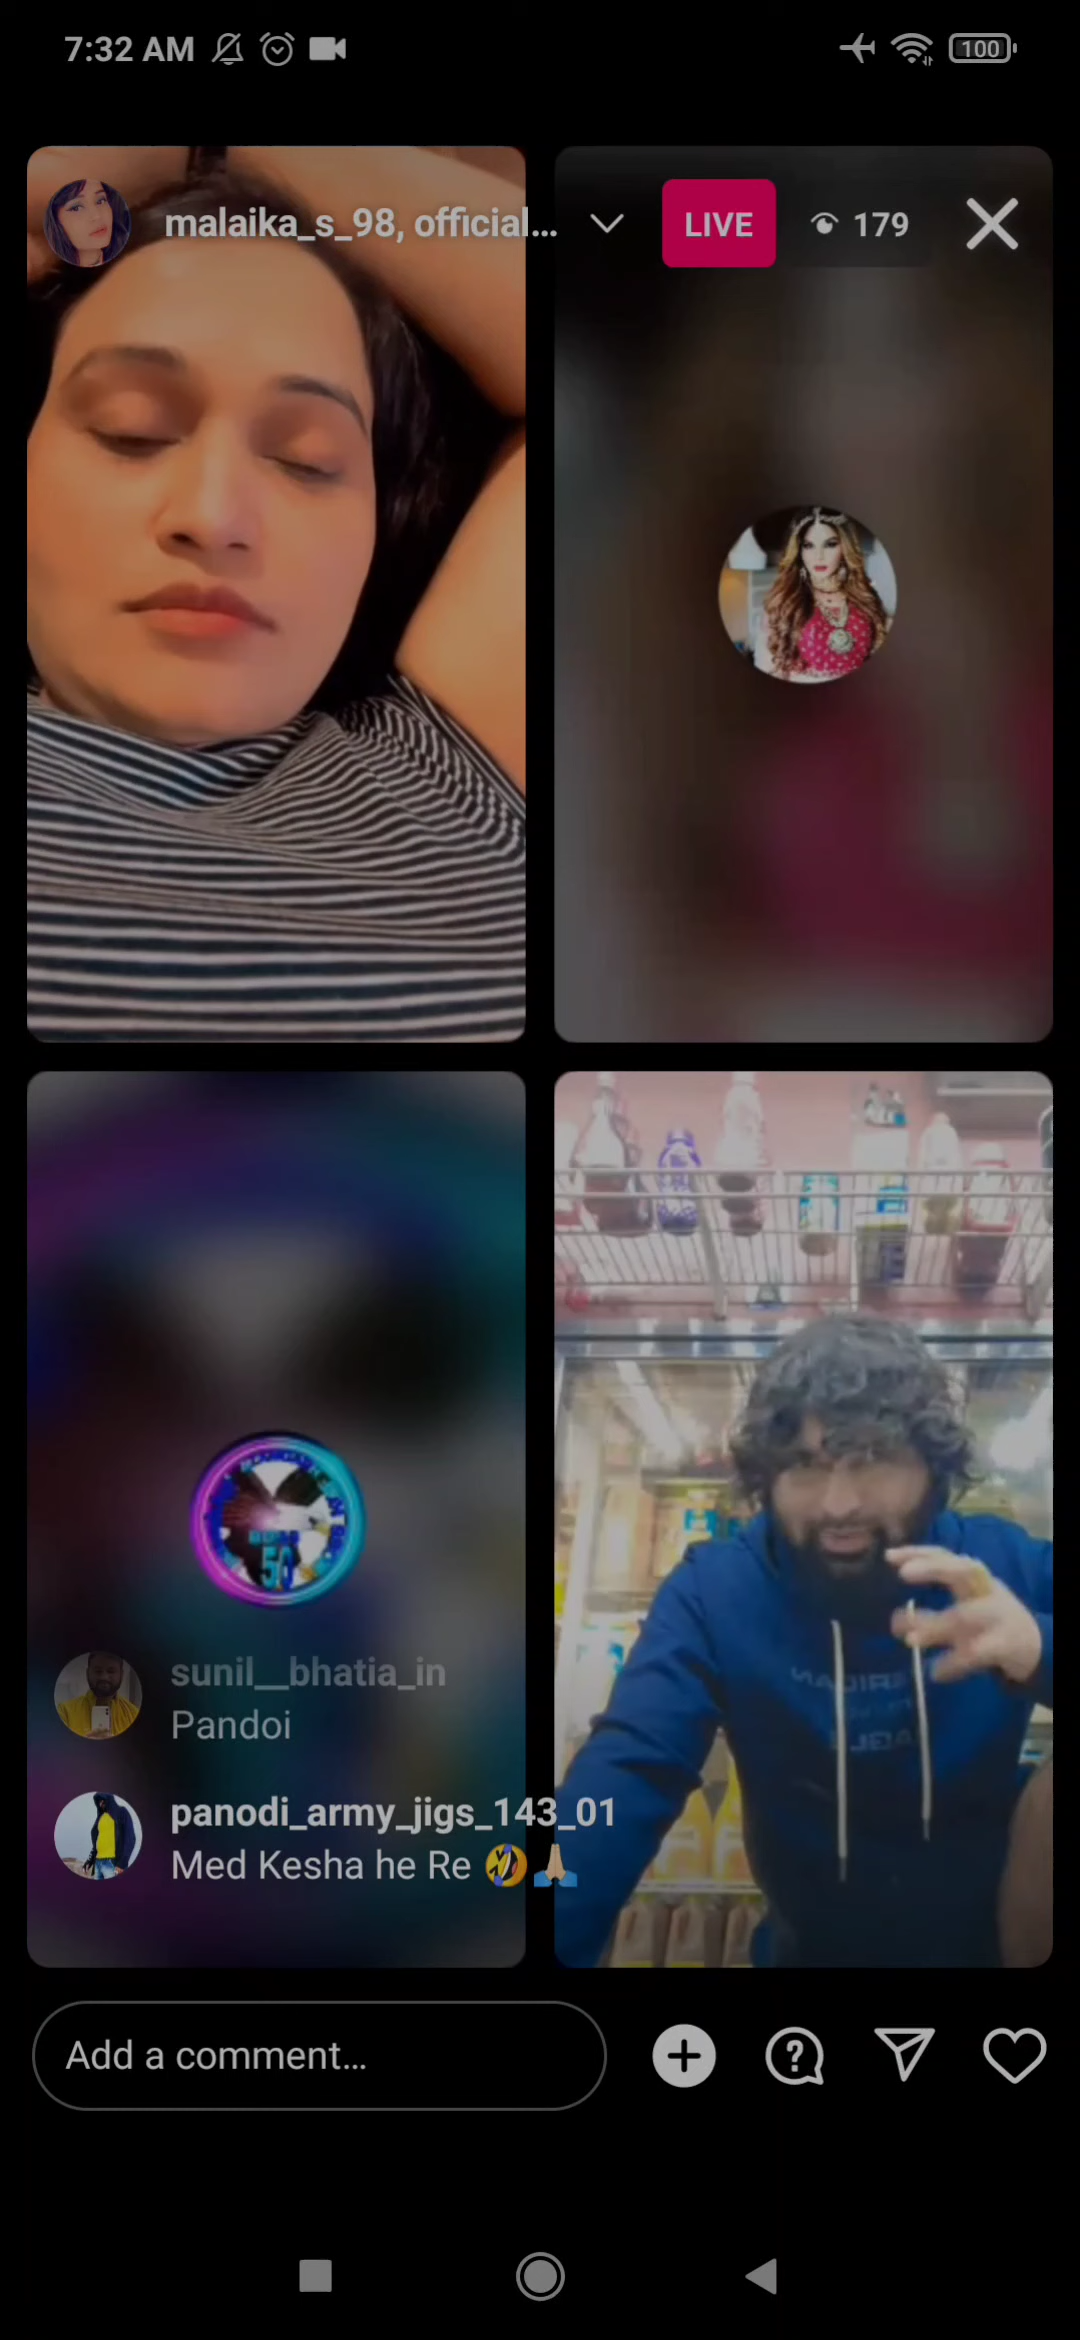 7:32 AM
100
malaika_s_98, official...
LIVE
179
sunil__bhatia_in
Pandoi
panodi_army_jigs_143_01
Med Kesha he Re 🤣🙏🏼
Add a comment...